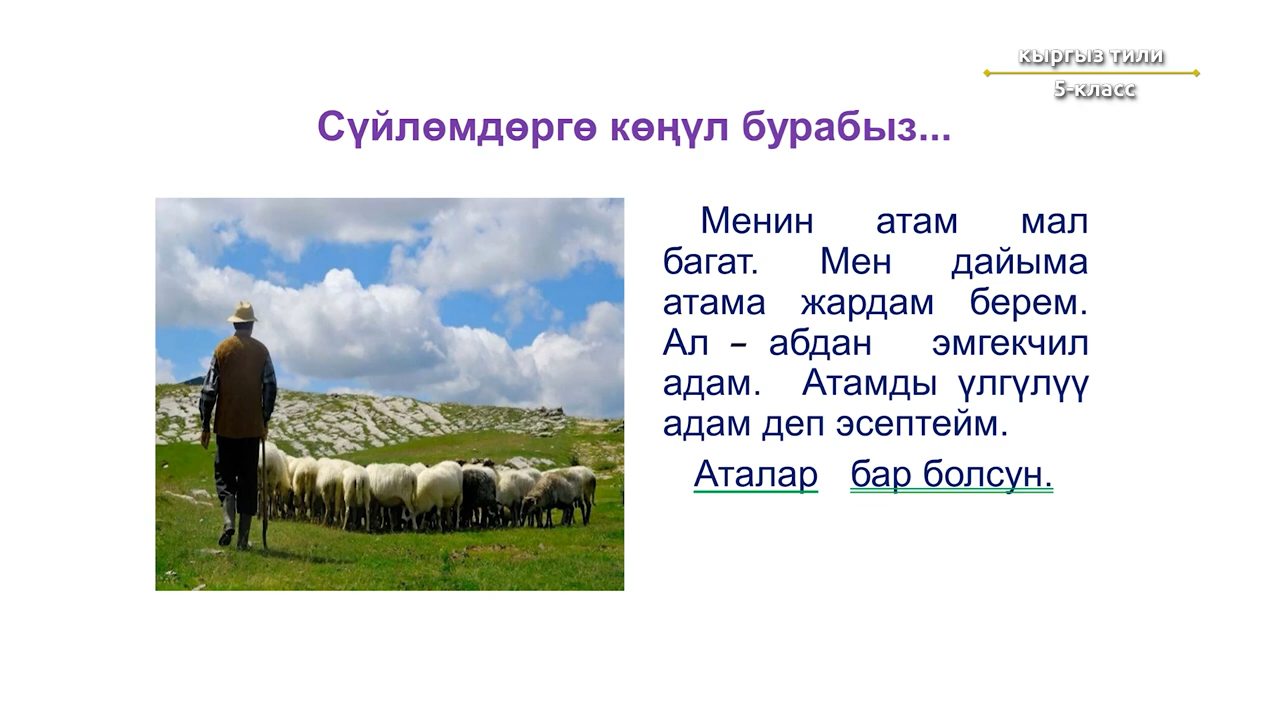 кыргыз тили
5-класс
Сүйлөмдөргө көңүл бурабыз...
Менин атам мал
багат. Мен дайыма
атама жардам берем.
Ал – абдан эмгекчил
адам. Атамды үлгүлүү
адам деп эсептейм.
Аталар бар болсун.